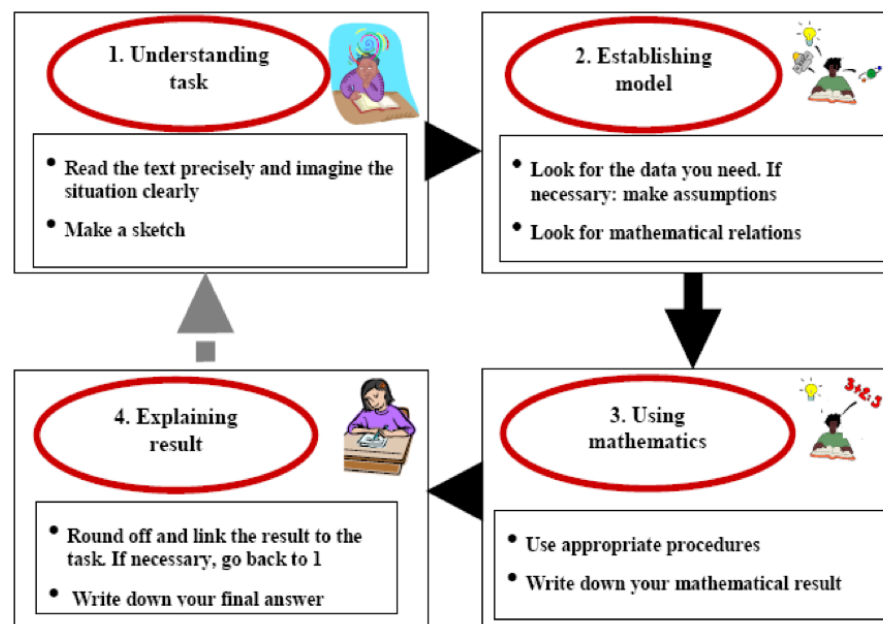 1. Understanding
task
• Read the text precisely and imagine the
situation clearly
• Make a sketch
2. Establishing
model
• Look for the data you need. If
necessary: make assumptions
• Look for mathematical relations
3. Using
mathematics
3+2=5
• Use appropriate procedures
• Write down your mathematical result
4. Explaining
result
• Round off and link the result to the
task. If necessary, go back to 1
• Write down your final answer